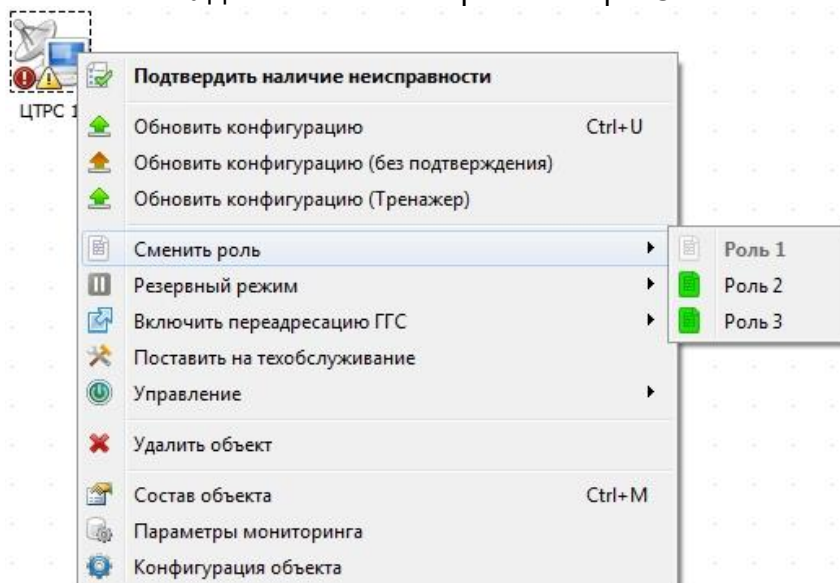 ЦТРС 1
Подтвердить наличие неисправности
Обновить конфигурацию Ctrl+U
Обновить конфигурацию (без подтверждения)
Обновить конфигурацию (Тренажер)
Сменить роль
Роль 1
Резервный режим
Роль 2
Включить переадресацию ГГС
Роль 3
Поставить на техобслуживание
Управление
Удалить объект
Состав объекта Ctrl+M
Параметры мониторинга
Конфигурация объекта